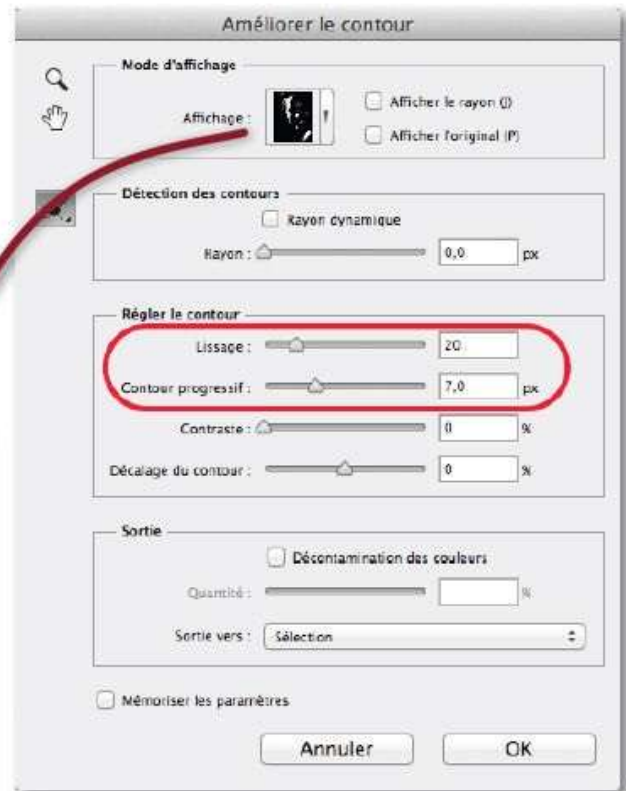 Améliorer le contour
Mode d'affichage
Affichage :
Afficher le rayon (J)
Afficher l'original (P)
Détection des contours
Rayon dynamique
Rayon : 0,0 px
Régler le contour
Lissage : 20
Contour progressif : 7,0 px
Contraste : 0 %
Décalage du contour : 0 %
Sortie
Décontamination des couleurs
Quantité : %
Sortie vers : Sélection
Mémoriser les paramètres
Annuler OK